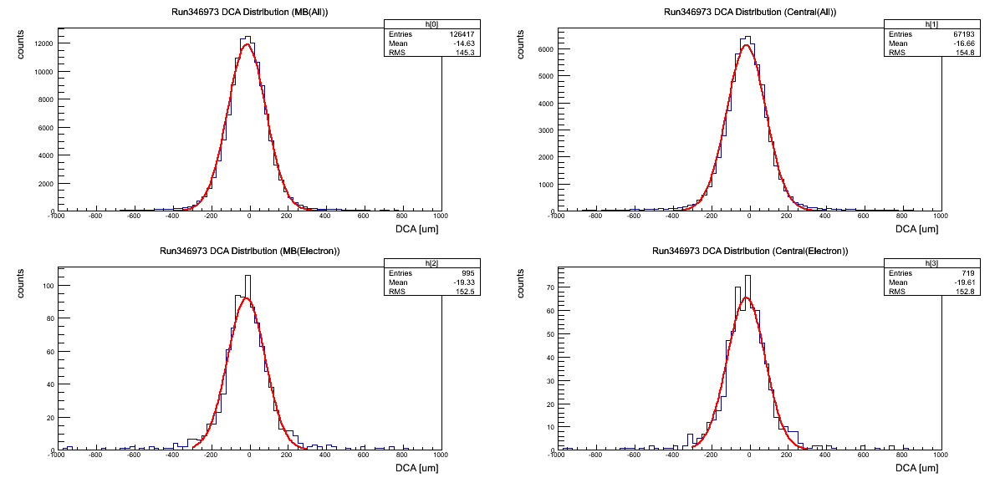 Run346973 DCA Distribution (MB(All))
h[0]
Entries 126417
Mean -14.63
RMS 145.3
counts
12000
10000
8000
6000
4000
2000
0
-1000 -800 -600 -400 -200 0 200 400 600 800 1000
DCA [um]
Run346973 DCA Distribution (Central(All))
h[1]
Entries 67193
Mean -16.66
RMS 154.8
counts
6000
5000
4000
3000
2000
1000
0
-1000 -800 -600 -400 -200 0 200 400 600 800 1000
DCA [um]
Run346973 DCA Distribution (MB(Electron))
h[2]
Entries 995
Mean -19.33
RMS 152.5
counts
100
80
60
40
20
0
-1000 -800 -600 -400 -200 0 200 400 600 800 1000
DCA [um]
Run346973 DCA Distribution (Central(Electron))
h[3]
Entries 719
Mean -19.61
RMS 152.8
counts
70
60
50
40
30
20
10
0
-1000 -800 -600 -400 -200 0 200 400 600 800 1000
DCA [um]